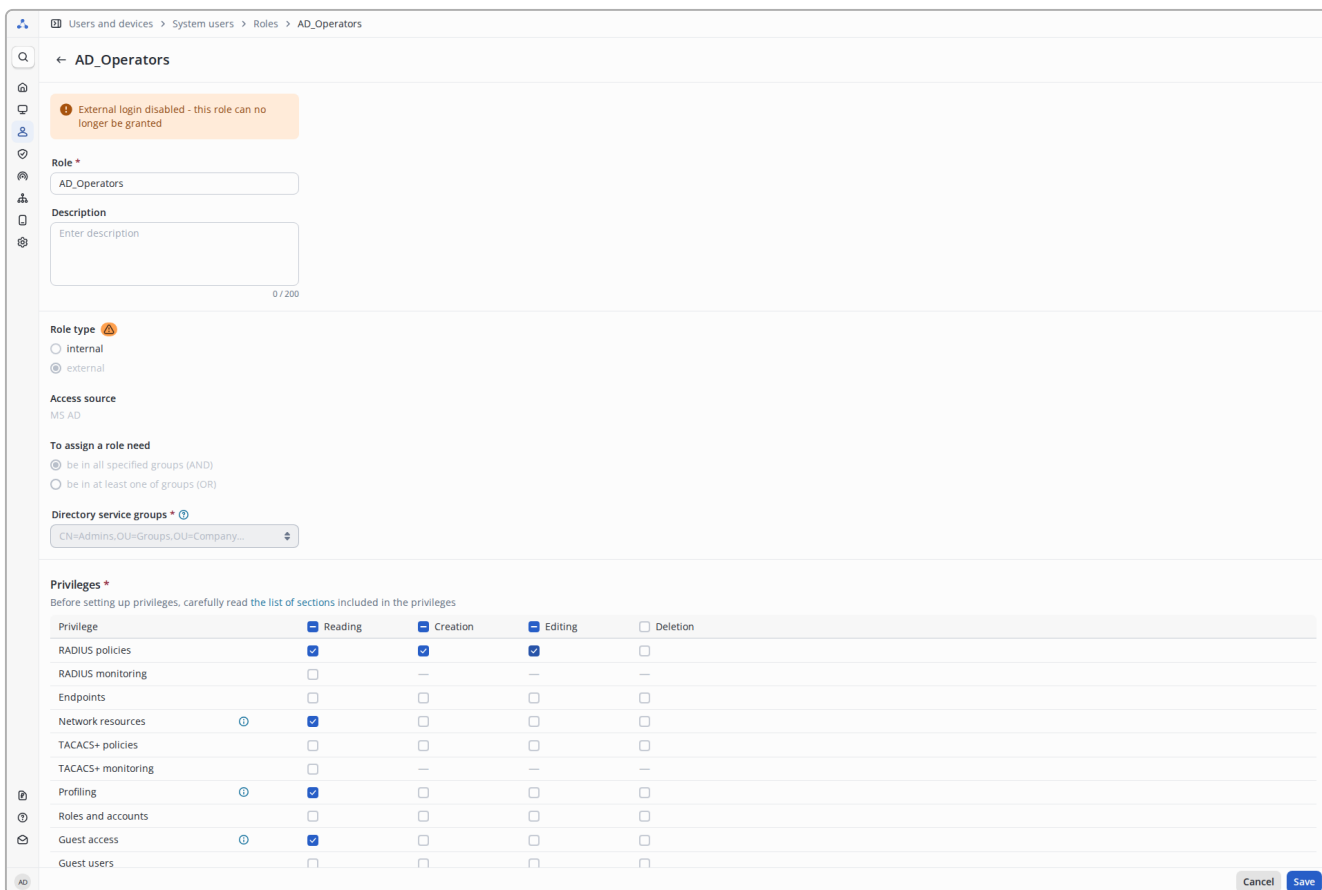 Users and devices > System users > Roles > AD_Operators
← AD_Operators
External login disabled - this role can no
longer be granted
Role *
AD_Operators
Description
Enter description
0 / 200
Role type
internal
external
Access source
MS AD
To assign a role need
be in all specified groups (AND)
be in at least one of groups (OR)
Directory service groups *
CN=Admins,OU=Groups,OU=Company...
Privileges *
Before setting up privileges, carefully read the list of sections included in the privileges
Privilege Reading Creation Editing Deletion
RADIUS policies
RADIUS monitoring — — —
Endpoints
Network resources
TACACS+ policies
TACACS+ monitoring — — —
Profiling
Roles and accounts
Guest access
Guest users
AD Cancel Save